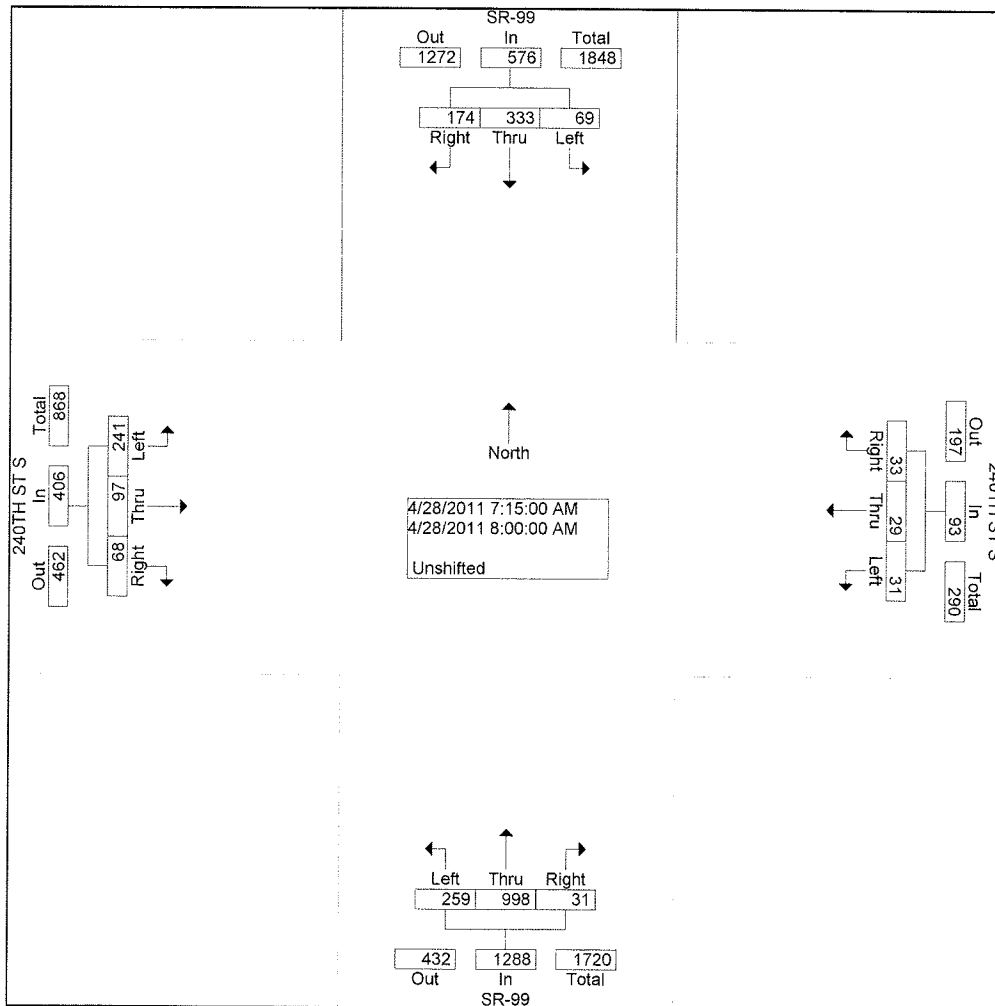 SR-99
Out In Total
1272 576 1848
174 333 69
Right Thru Left
240TH ST S
Total In Out
868 406 462
241 97 68
Left Thru Right
North
4/28/2011 7:15:00 AM
4/28/2011 8:00:00 AM
Unshifted
Right Thru Left
33 29 31
Out In Total
197 93 290
240TH ST S
Left Thru Right
259 998 31
432 1288 1720
Out In Total
SR-99